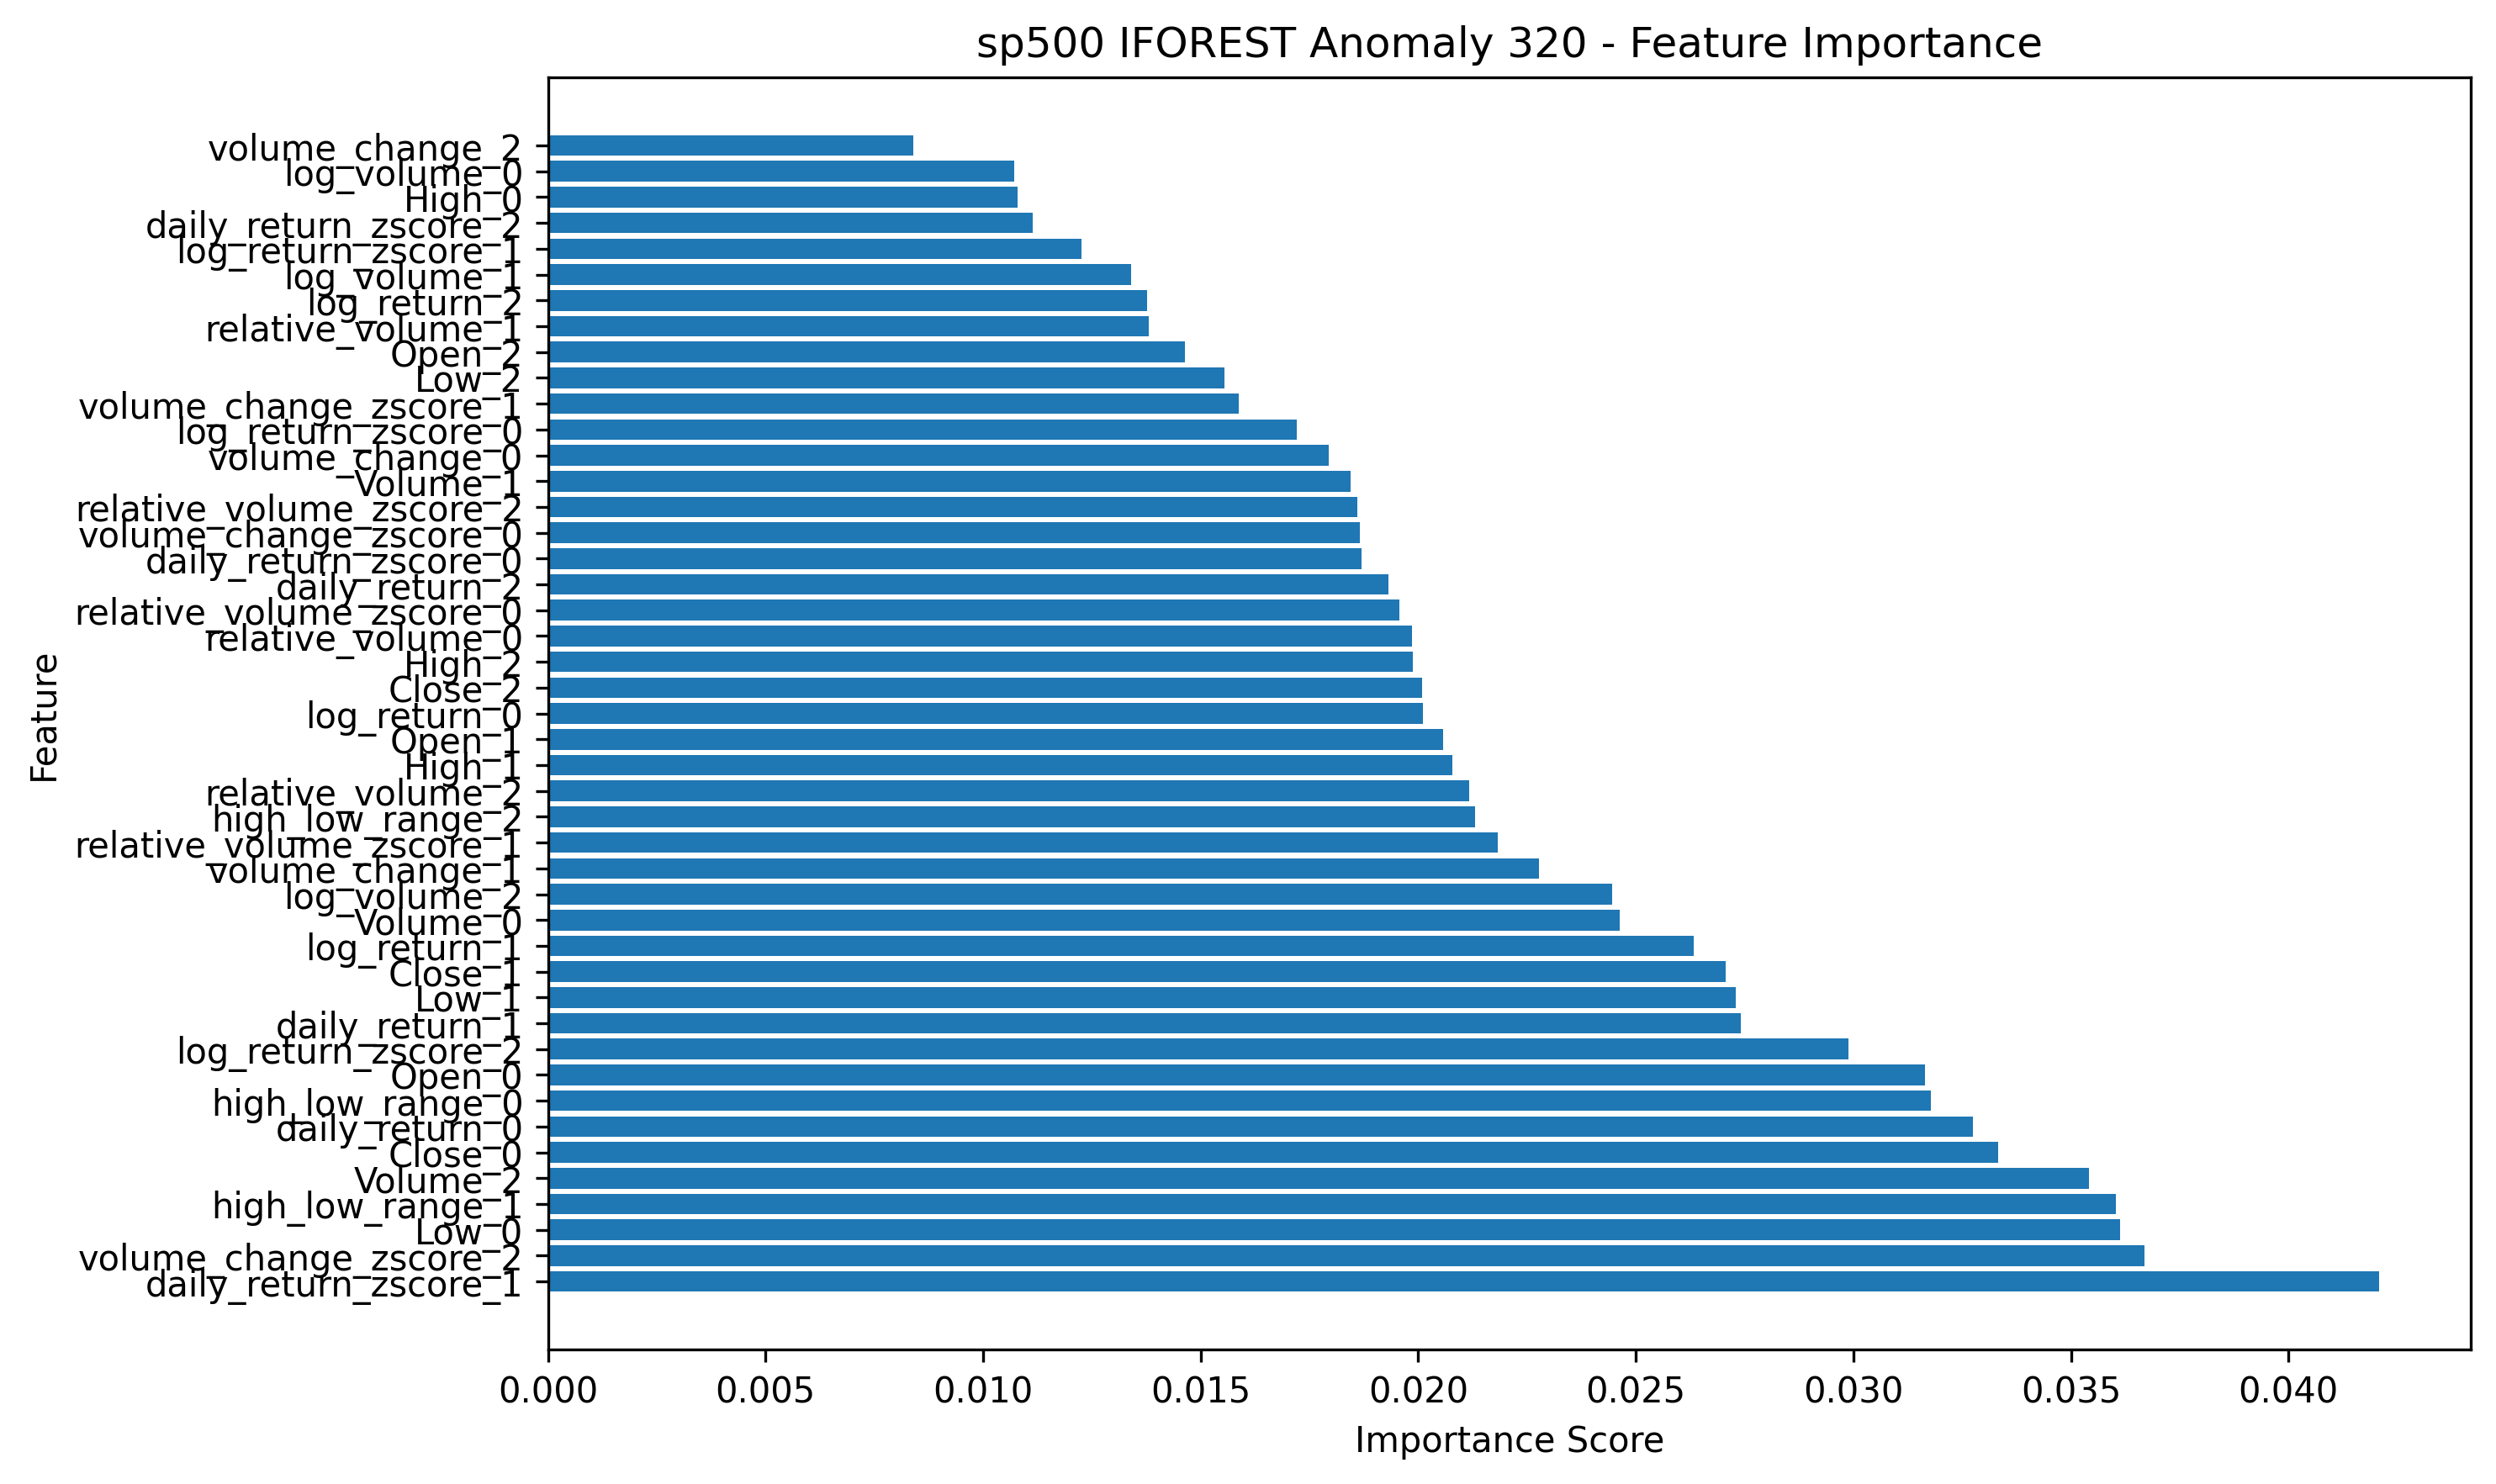 sp500 IFOREST Anomaly 320 - Feature Importance
volume_change_2
log_volume_0
High_0
daily_return_zscore_2
log_return_zscore_1
log_volume_1
log_return_2
relative_volume_1
Open_2
Low_2
volume_change_zscore_1
log_return_zscore_0
volume_change_0
Volume_1
relative_volume_zscore_2
volume_change_zscore_0
daily_return_zscore_0
daily_return_2
relative_volume_zscore_0
relative_volume_0
High_2
Close_2
log_return_0
Open_1
High_1
relative_volume_2
high_low_range_2
relative_volume_zscore_1
volume_change_1
log_volume_2
Volume_0
log_return_1
Close_1
Low_1
daily_return_1
log_return_zscore_2
Open_0
high_low_range_0
daily_return_0
Close_0
Volume_2
high_low_range_1
Low_0
volume_change_zscore_2
daily_return_zscore_1
Feature
0.000 0.005 0.010 0.015 0.020 0.025 0.030 0.035 0.040
Importance Score